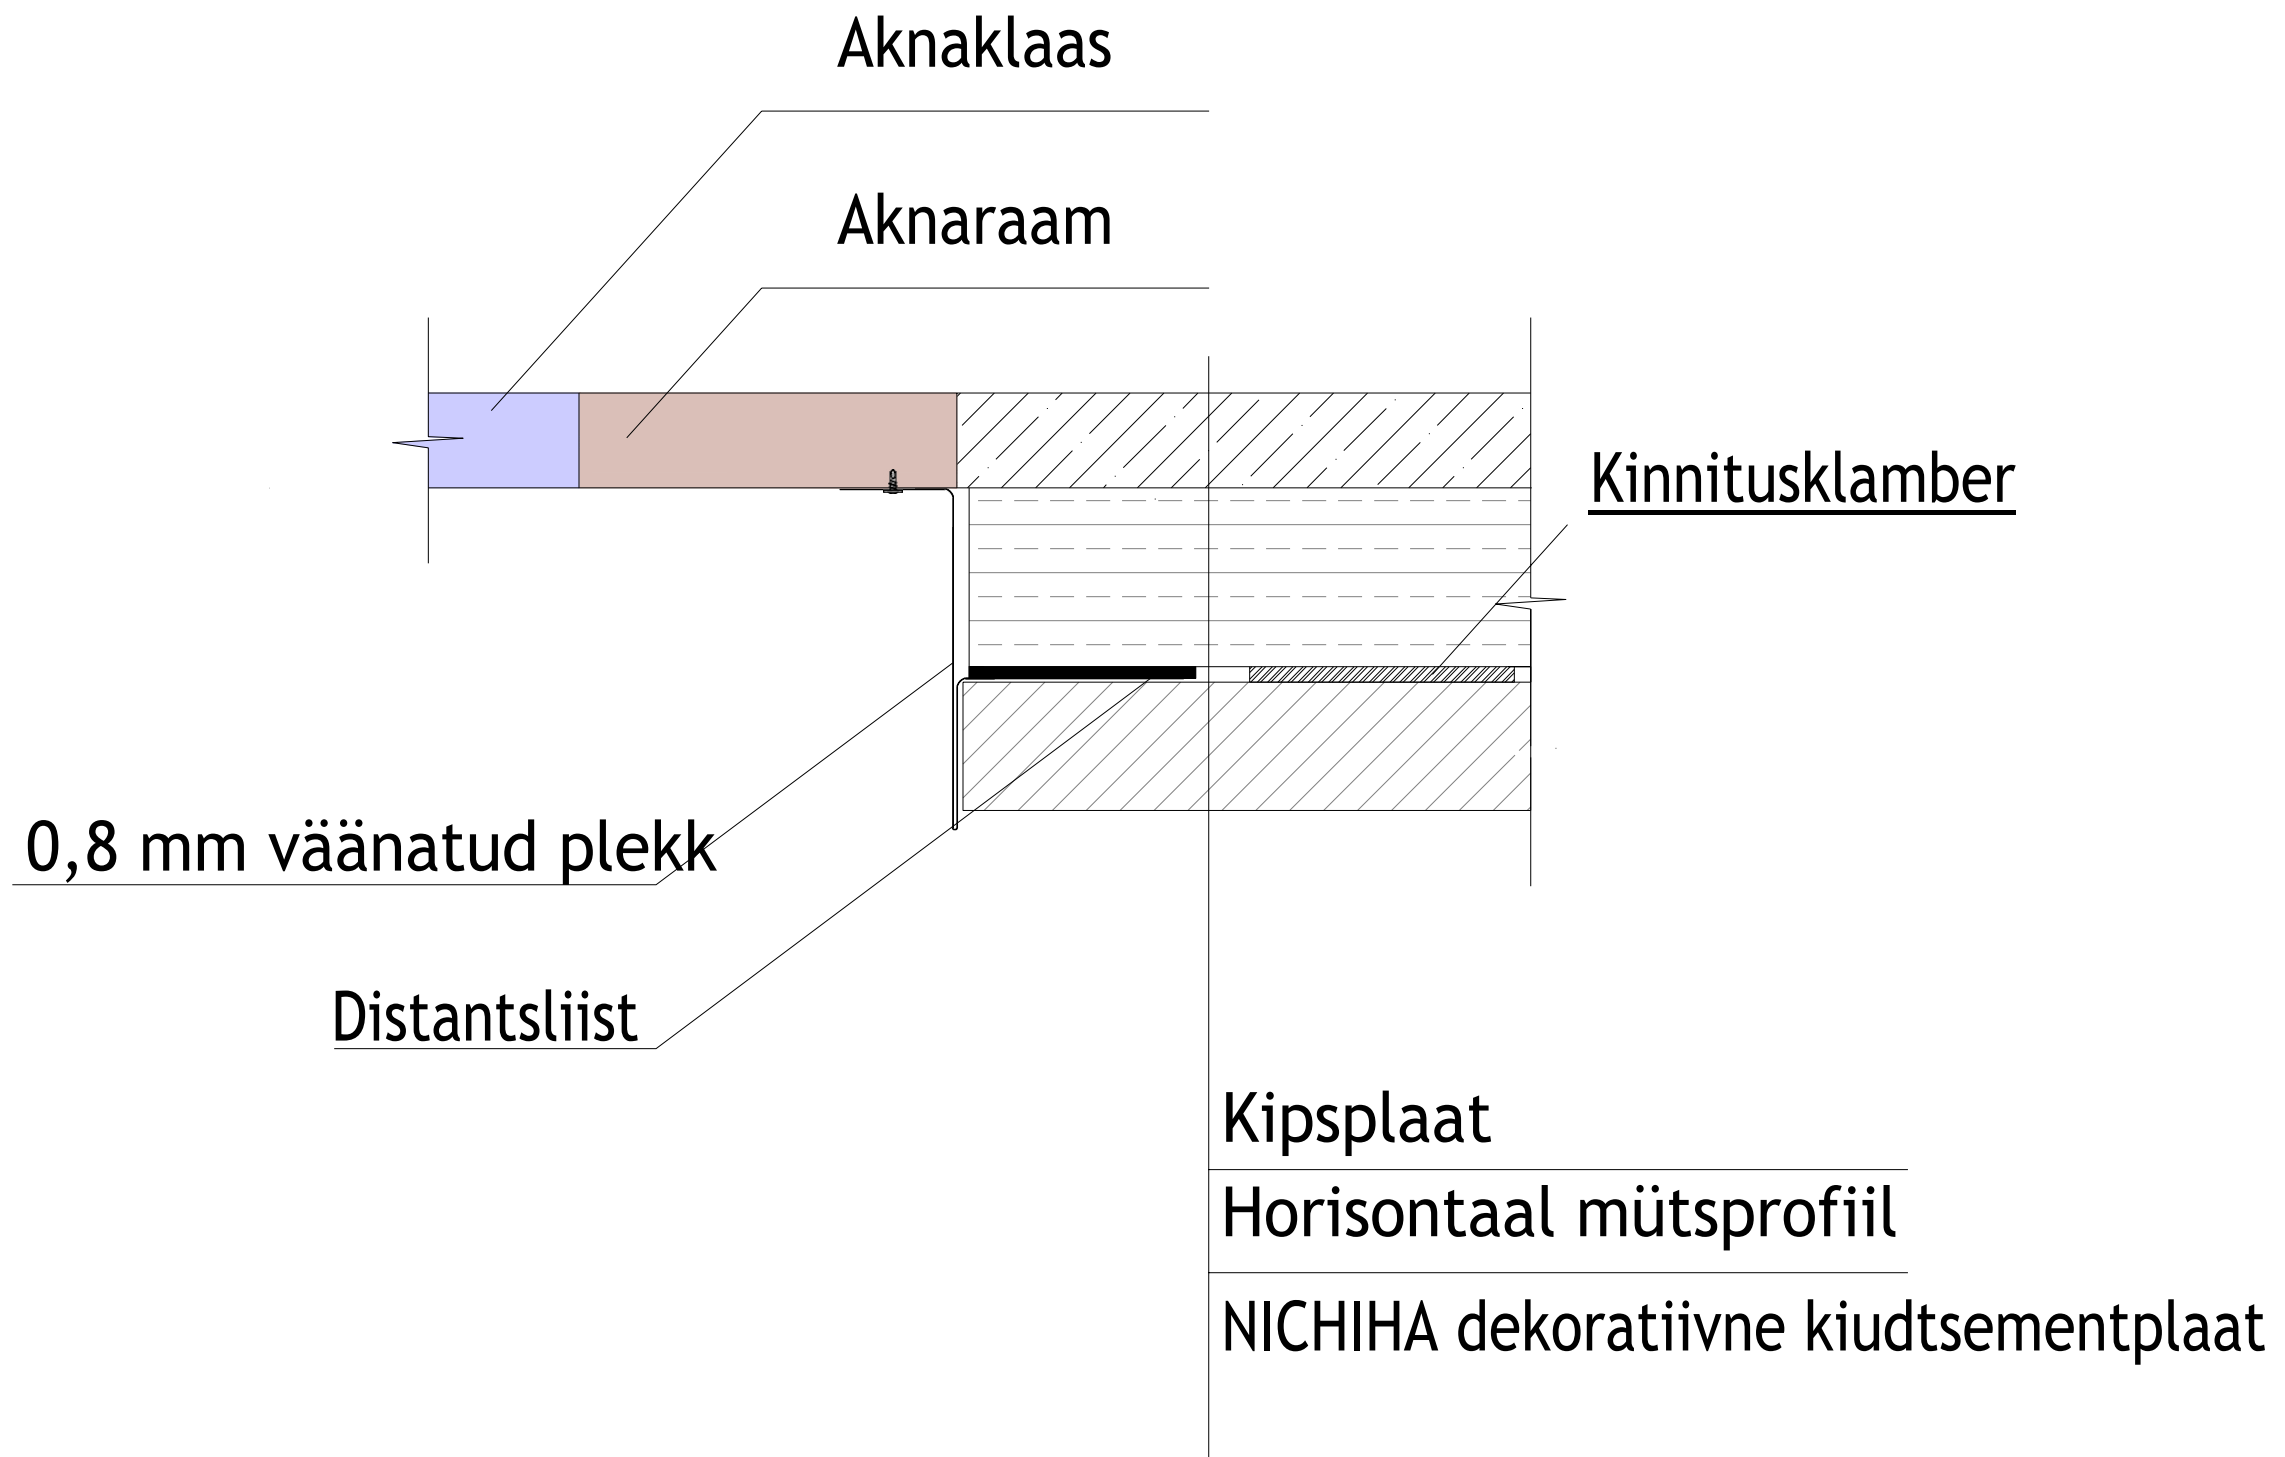 Aknaklaas
Aknaraam
Kinnitusklamber
0,8 mm väänatud plekk
Distantsliist
Kipsplaat
Horisontaal mütsprofiil
NICHIHA dekoratiivne kiudtsementplaat